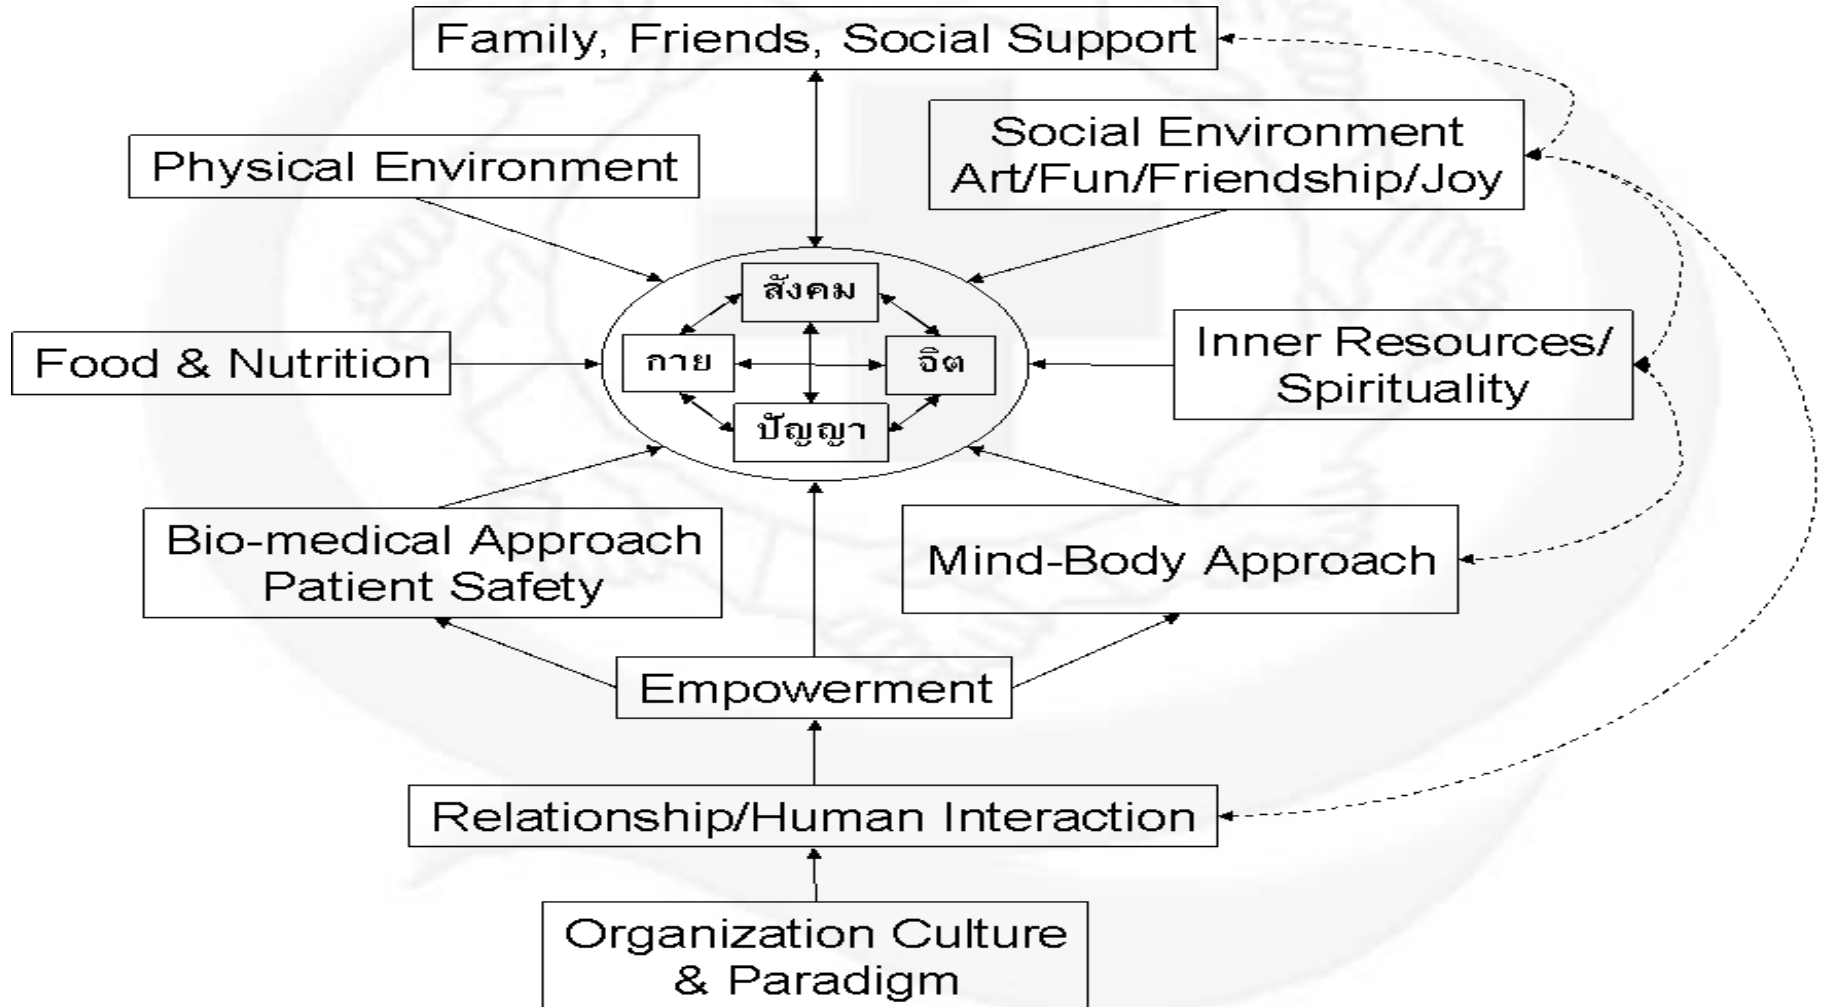 Family, Friends, Social Support
Physical Environment
Social Environment
Art/Fun/Friendship/Joy
สังคม
Food & Nutrition
กาย
จิต
Inner Resources/
Spirituality
ปัญญา
Bio-medical Approach
Patient Safety
Mind-Body Approach
Empowerment
Relationship/Human Interaction
Organization Culture
& Paradigm